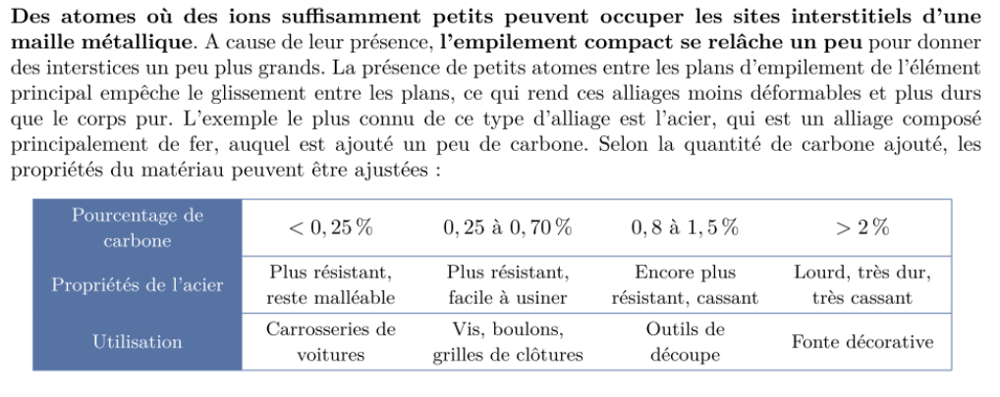 Des atomes où des ions suffisamment petits peuvent occuper les sites interstitiels d'une
maille métallique. A cause de leur présence, l'empilement compact se relâche un peu pour donner
des interstices un peu plus grands. La présence de petits atomes entre les plans d'empilement de l'élément
principal empêche le glissement entre les plans, ce qui rend ces alliages moins déformables et plus durs
que le corps pur. L'exemple le plus connu de ce type d'alliage est l'acier, qui est un alliage composé
principalement de fer, auquel est ajouté un peu de carbone. Selon la quantité de carbone ajouté, les
propriétés du matériau peuvent être ajustées :
Pourcentage de
carbone
< 0,25 %
0,25 à 0,70 %
0,8 à 1,5 %
> 2 %
Propriétés de l'acier
Plus résistant,
reste malléable
Plus résistant,
facile à usiner
Encore plus
résistant, cassant
Lourd, très dur,
très cassant
Utilisation
Carrosseries de
voitures
Vis, boulons,
grilles de clôtures
Outils de
découpe
Fonte décorative